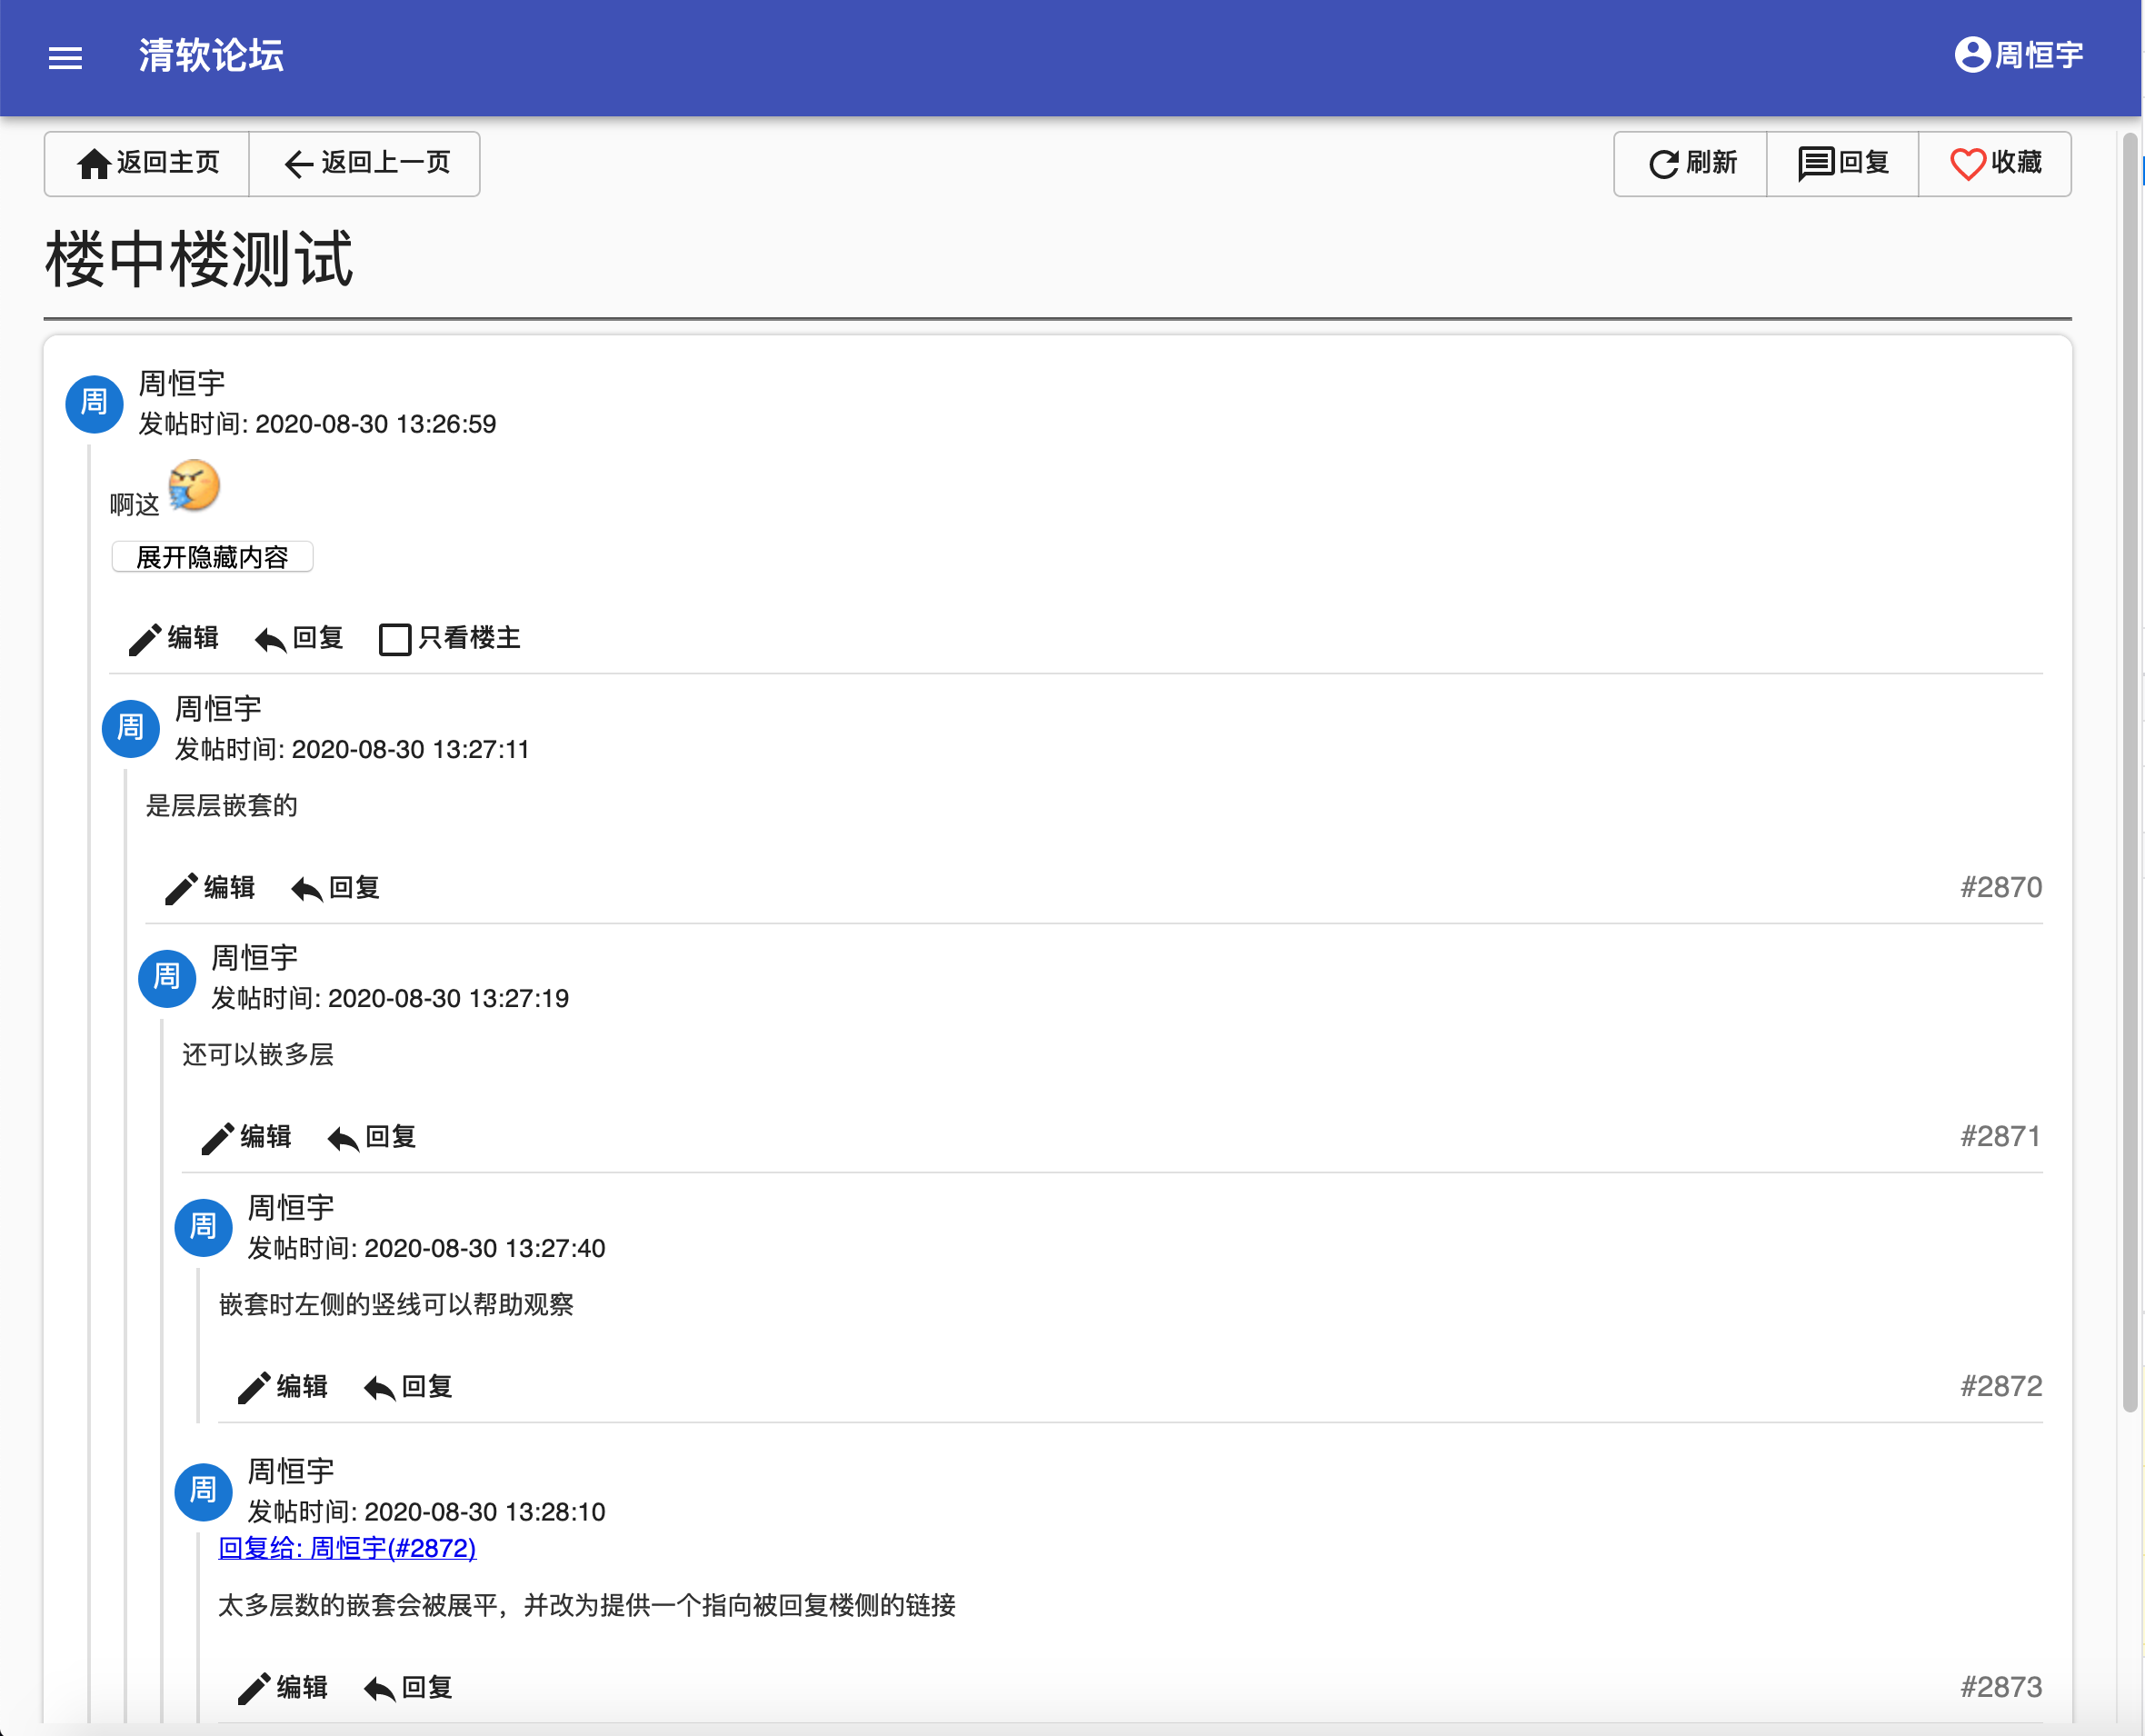 清软论坛
周恒宇
返回主页
返回上一页
刷新
回复
收藏
楼中楼测试
周
周恒宇
发帖时间: 2020-08-30 13:26:59
啊这
展开隐藏内容
编辑
回复
只看楼主
周
周恒宇
发帖时间: 2020-08-30 13:27:11
是层层嵌套的
编辑
回复
#2870
周
周恒宇
发帖时间: 2020-08-30 13:27:19
还可以嵌多层
编辑
回复
#2871
周
周恒宇
发帖时间: 2020-08-30 13:27:40
嵌套时左侧的竖线可以帮助观察
编辑
回复
#2872
周
周恒宇
发帖时间: 2020-08-30 13:28:10
回复给: 周恒宇(#2872)
太多层数的嵌套会被展平，并改为提供一个指向被回复楼侧的链接
编辑
回复
#2873